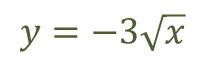 y = −3√x